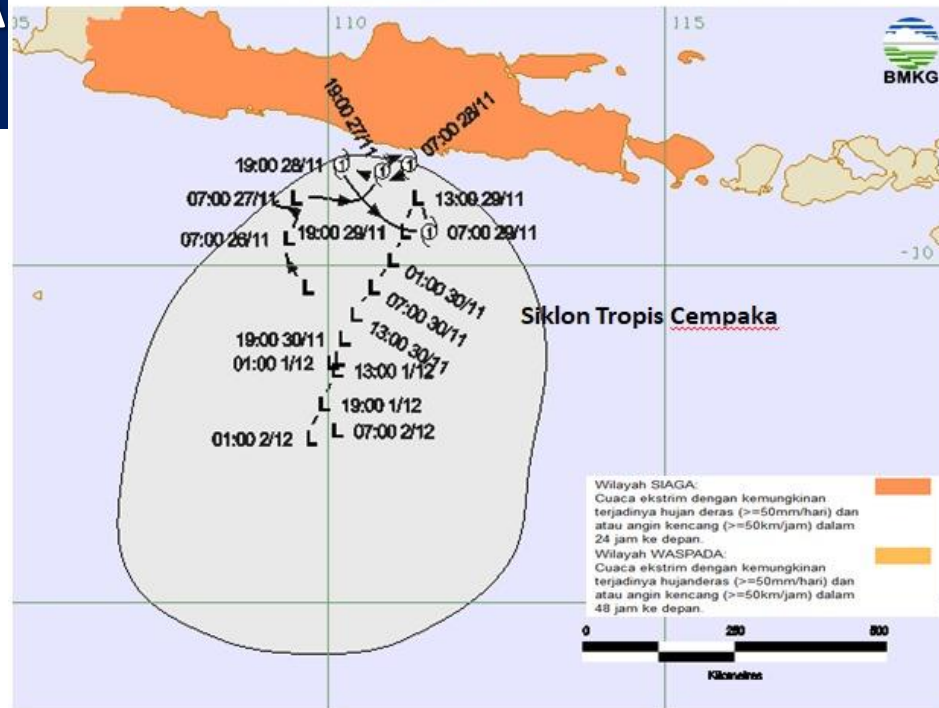 A
05
110
115
BMKG
19:00 27/11
07:00 28/11
19:00 28/11
07:00 27/11
L
L
13:00 29/11
07:00 26/11
L
19:00 29/11
L
07:00 29/11
-10
L
01:00 30/11
L
L
07:00 30/11
L
13:00 30/11
Siklon Tropis Cempaka
19:00 30/11
L
01:00 1/12
L
L
13:00 1/12
L
19:00 1/12
01:00 2/12
L
L
07:00 2/12
1
1
1
1
Wilayah SIAGA:
Cuaca ekstrim dengan kemungkinan
terjadinya hujan deras (>=50mm/hari) dan
atau angin kencang (>=50km/jam) dalam
24 jam ke depan.
Wilayah WASPADA:
Cuaca ekstrim dengan kemungkinan
terjadinya hujanderas (>=50mm/hari) dan
atau angin kencang (>=50km/jam) dalam
48 jam ke depan.
0
250
500
Kilometres